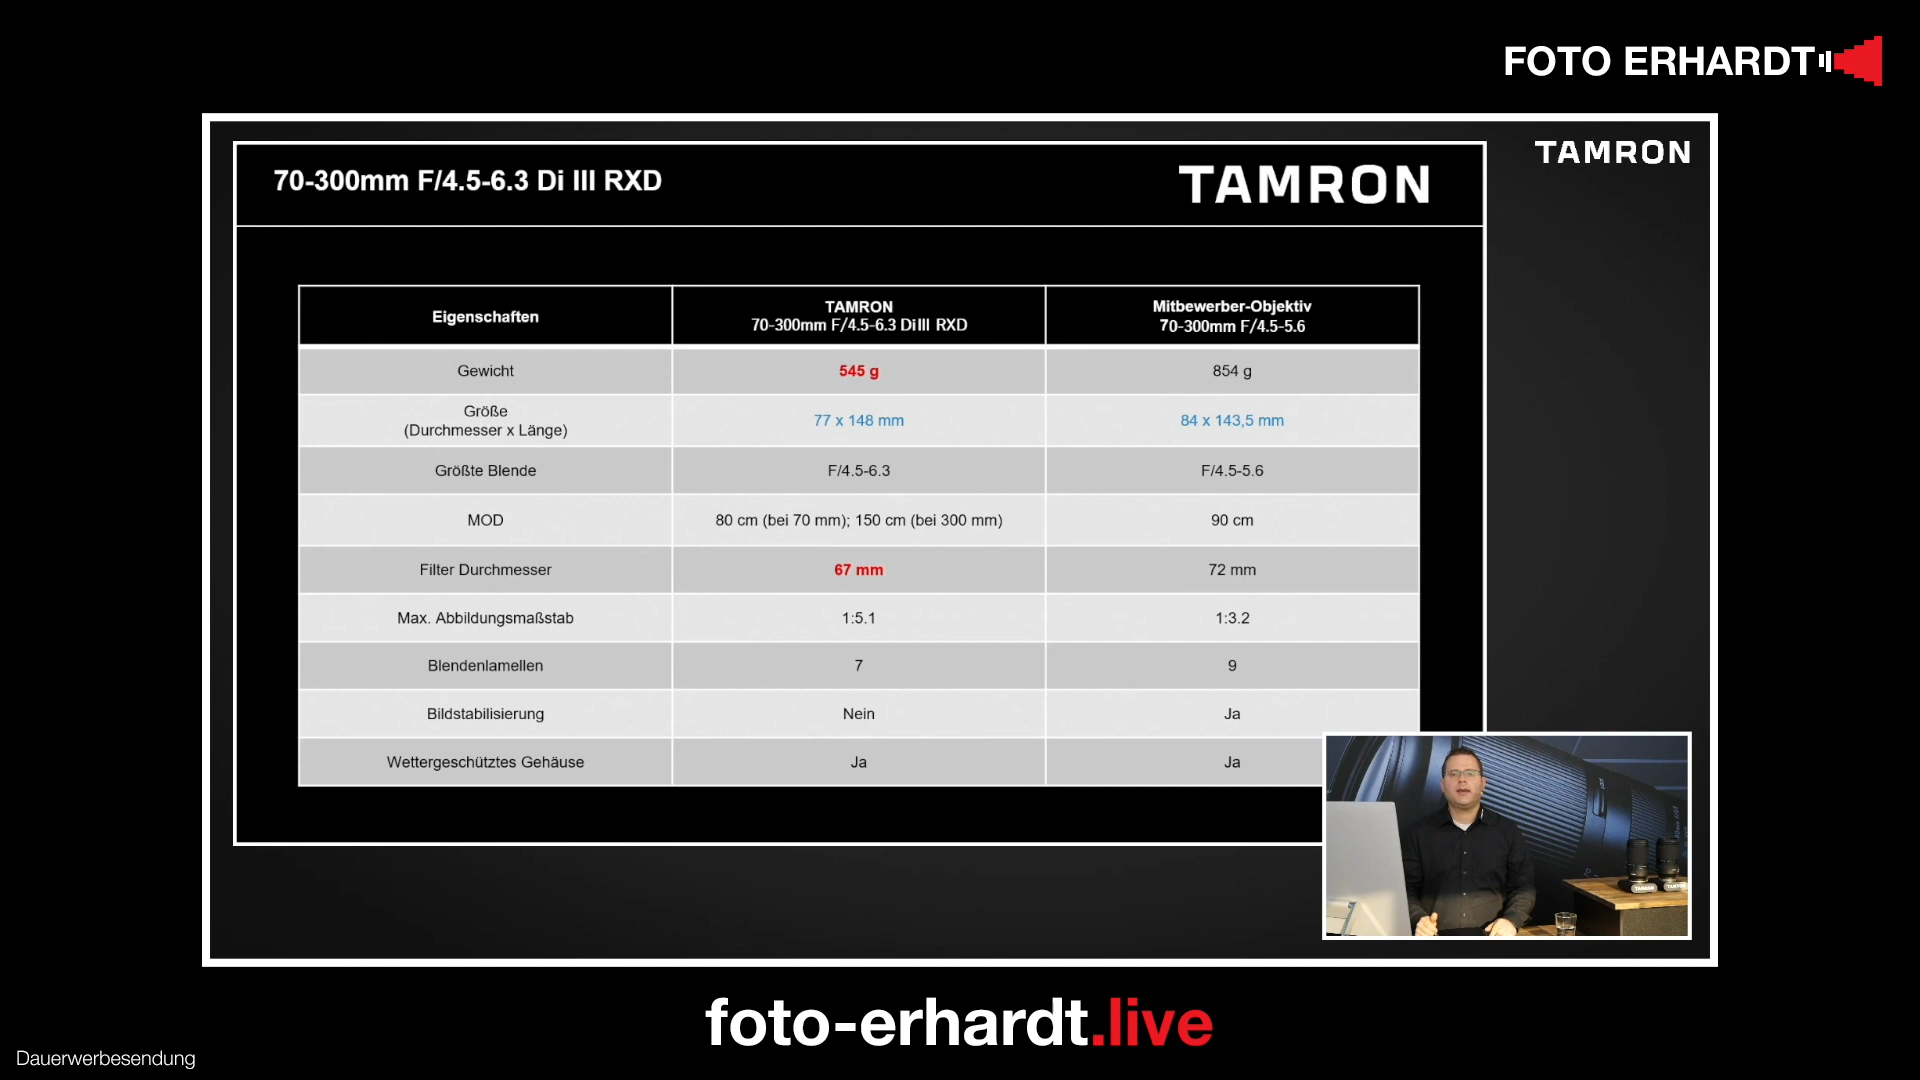 FOTO ERHARDT
TAMRON
70-300mm F/4.5-6.3 Di III RXD
TAMRON
Eigenschaften
TAMRON
70-300mm F/4.5-6.3 DiIII RXD
Mitbewerber-Objektiv
70-300mm F/4.5-5.6
Gewicht
545 g
854 g
Größe
(Durchmesser x Länge)
77 x 148 mm
84 x 143,5 mm
Größte Blende
F/4.5-6.3
F/4.5-5.6
MOD
80 cm (bei 70 mm); 150 cm (bei 300 mm)
90 cm
Filter Durchmesser
67 mm
72 mm
Max. Abbildungsmaßstab
1:5.1
1:3.2
Blendenlamellen
7
9
Bildstabilisierung
Nein
Ja
Wettergeschütztes Gehäuse
Ja
Ja
TAMRON
foto-erhardt.live
Dauerwerbesendung